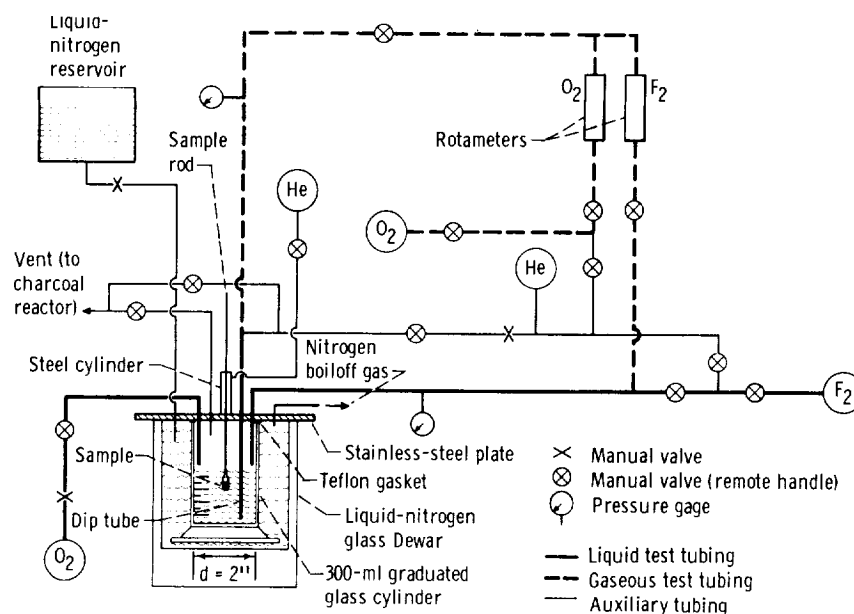 Liquid-
nitrogen
reservoir
O2
F2
Rotameters
Sample
rod
He
O2
He
Vent (to
charcoal
reactor)
Nitrogen
boiloff gas
Steel cylinder
F2
Stainless-steel plate
Sample
Teflon gasket
Dip tube
Liquid-nitrogen
glass Dewar
O2
d = 2"
300-ml graduated
glass cylinder
Manual valve
Manual valve (remote handle)
Pressure gage
Liquid test tubing
Gaseous test tubing
Auxiliary tubing